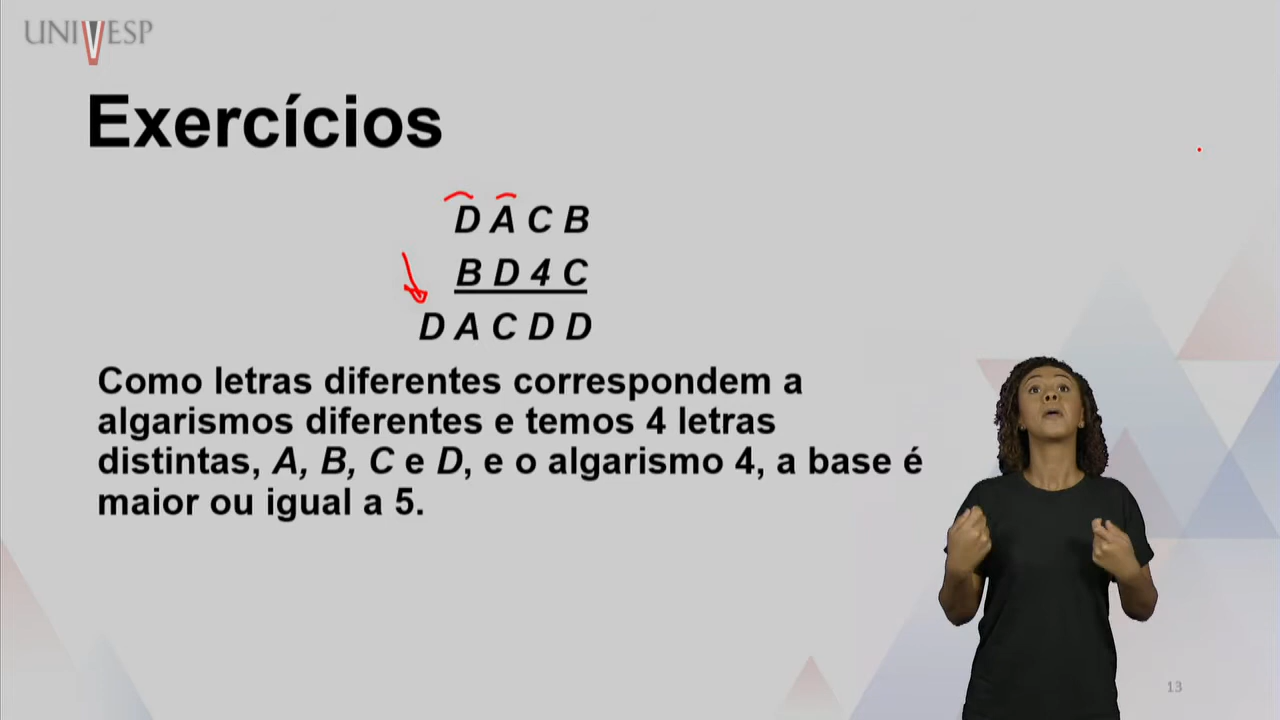 UNIVESP
Exercícios
D A C B
B D 4 C
D A C D D
Como letras diferentes correspondem a
algarismos diferentes e temos 4 letras
distintas, A, B, C e D, e o algarismo 4, a base é
maior ou igual a 5.
13